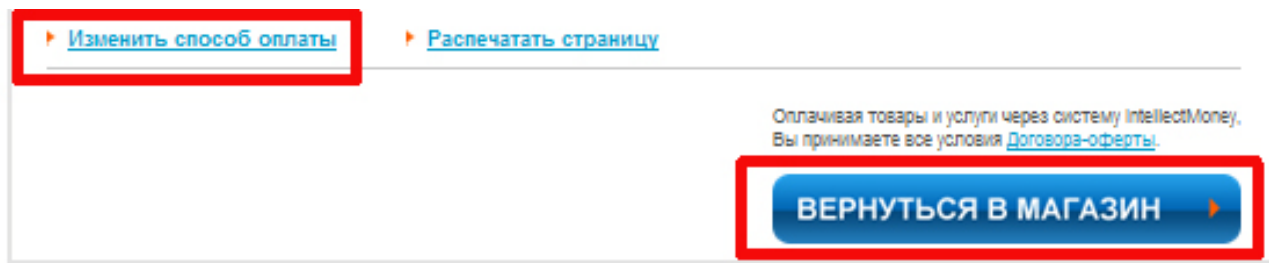 Изменить способ оплаты Распечатать страницу
Оплачивая товары и услуги через систему IntellectMoney,
Вы принимаете все условия Договора-оферты.
ВЕРНУТЬСЯ В МАГАЗИН